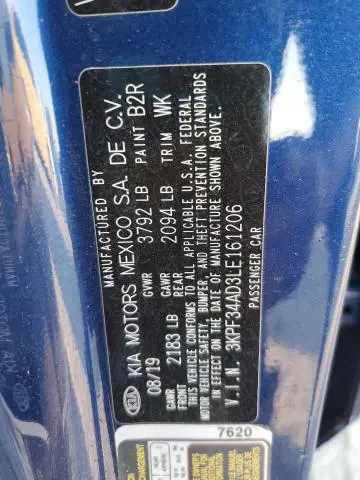 MANUFACTURED BY
KIA KIA MOTORS MEXICO S.A. DE C.V.
08/19 GVWR 3792 LB PAINT B2R
GAWR FRONT 2183 LB GAWR REAR 2094 LB TRIM WK
THIS VEHICLE CONFORMS TO ALL APPLICABLE U.S.A. FEDERAL
MOTOR VEHICLE SAFETY, BUMPER, AND THEFT PREVENTION STANDARDS
IN EFFECT ON THE DATE OF MANUFACTURE SHOWN ABOVE.
V.I.N. 3KPF34AD3LE161206
PASSENGER CAR
7620